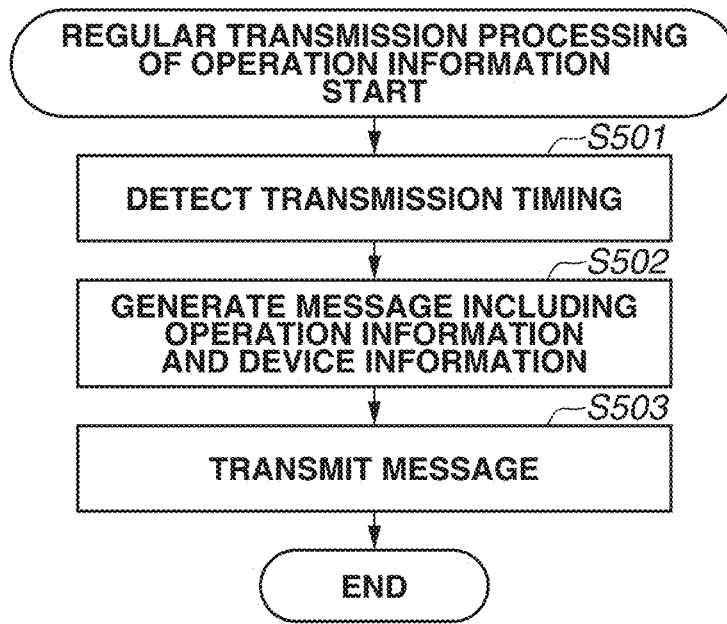 REGULAR TRANSMISSION PROCESSING
OF OPERATION INFORMATION
START
S501
DETECT TRANSMISSION TIMING
S502
GENERATE MESSAGE INCLUDING
OPERATION INFORMATION
AND DEVICE INFORMATION
S503
TRANSMIT MESSAGE
END